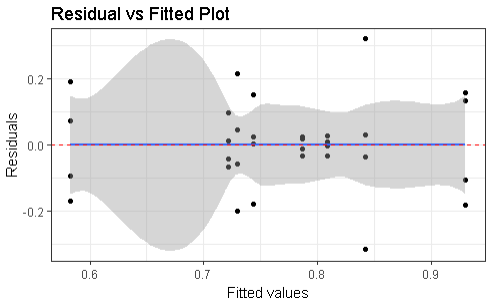 Residual vs Fitted Plot
Residuals
0.2
0.0
-0.2
0.6 0.7 0.8 0.9
Fitted values